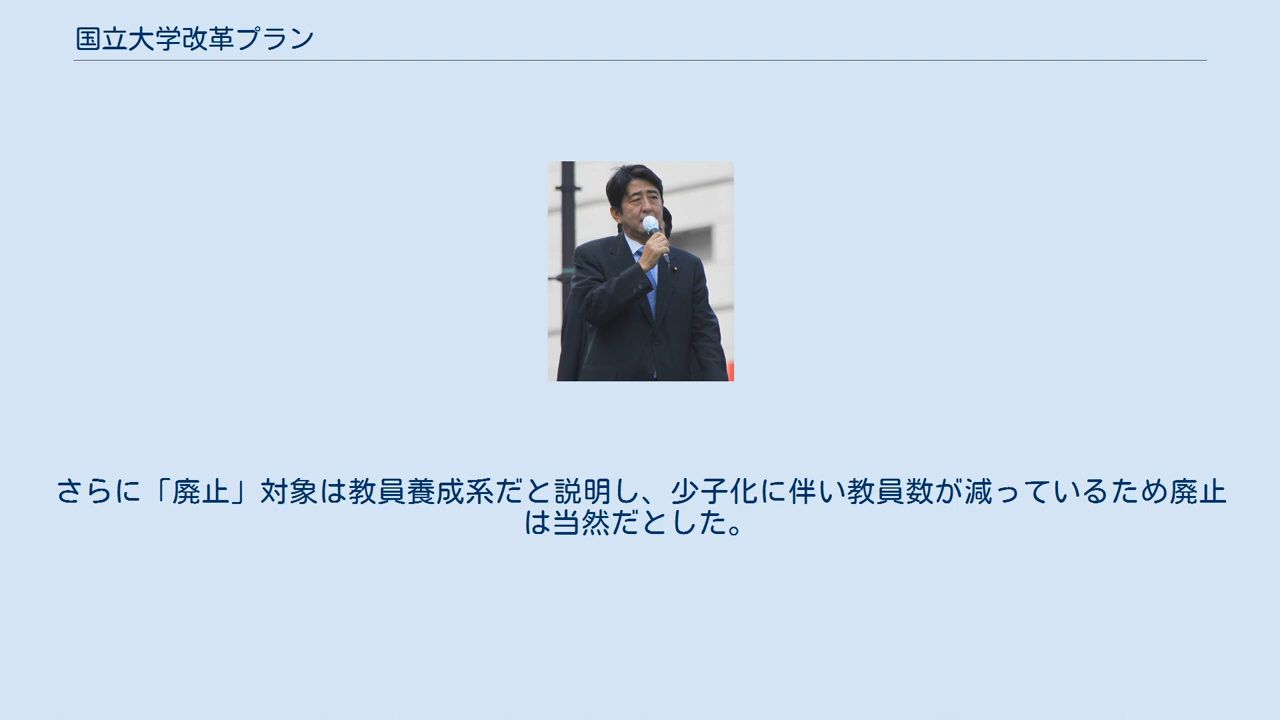 国立大学改革プラン
さらに「廃止」対象は教員養成系だと説明し、少子化に伴い教員数が減っているため廃止
は当然だとした。